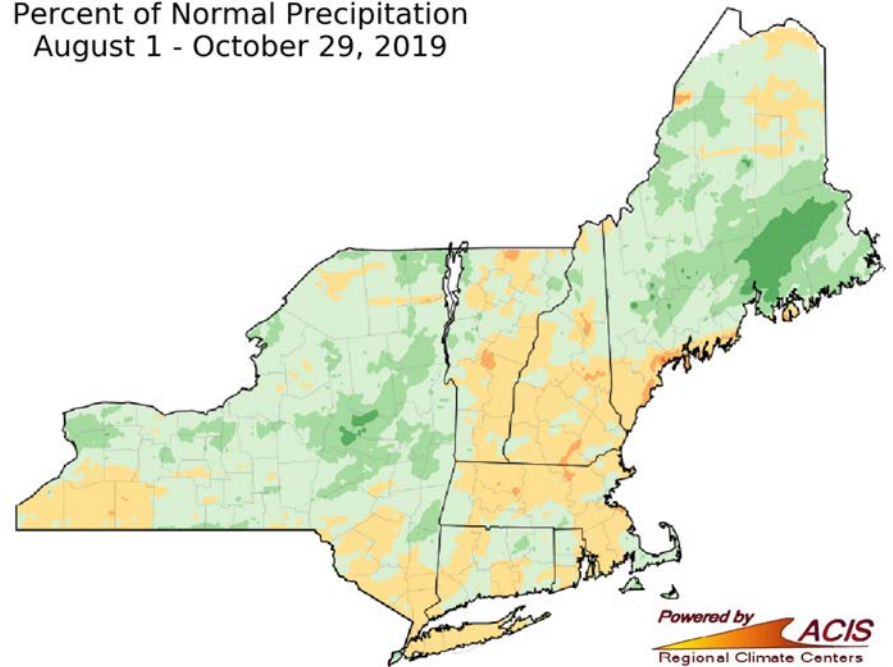 Percent of Normal Precipitation
August 1 - October 29, 2019
Powered by
ACIS
Regional Climate Centers